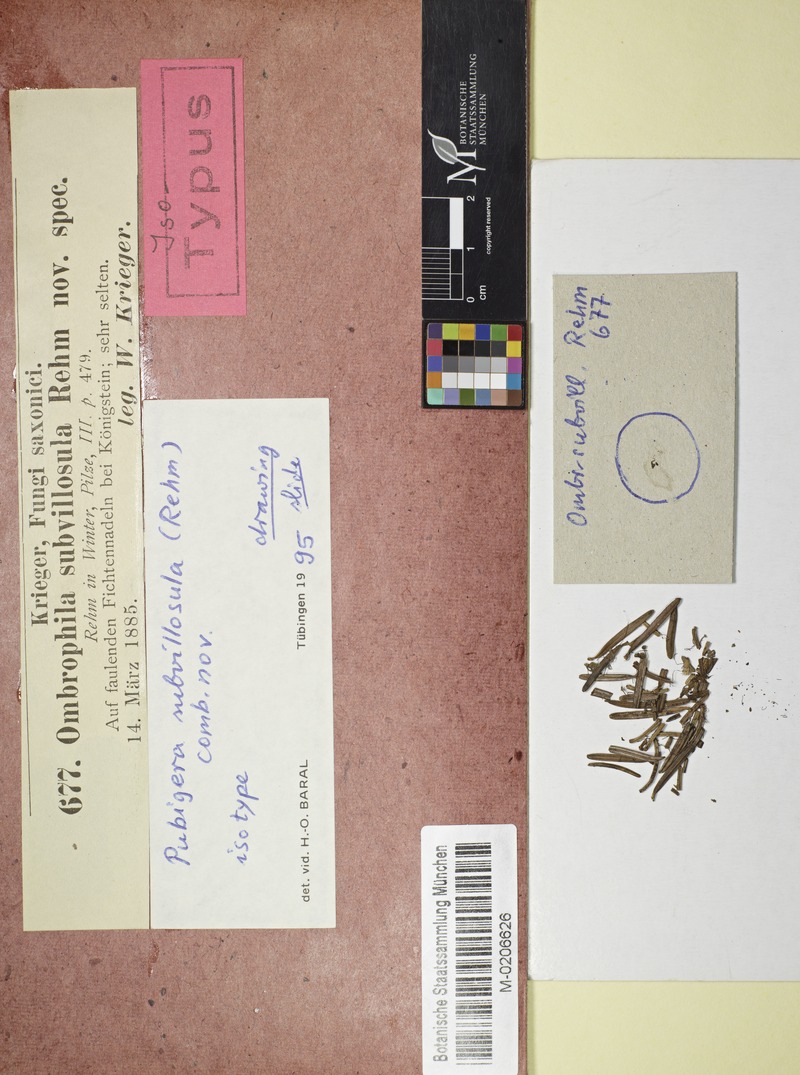 Krieger, Fungi saxonici.
677. Ombrophila subvillosula Rehm nov. spec.
Rehm in Winter, Pilze, III. p. 479.
Auf faulenden Fichtennadeln bei Königstein; sehr selten.
14. März 1885. leg. W. Krieger.
Iso-
Typus
Pubigera subvillosula (Rehm)
comb. nov.
isotype drawing
det. vid. H.-O. BARAL Tübingen 19 95 slide
BOTANISCHE
STAATSSAMMLUNG
MÜNCHEN
0 1 2
cm
copyright reserved
Ombr. subvill. Rehm
677
Botanische Staatssammlung München
M-0206626